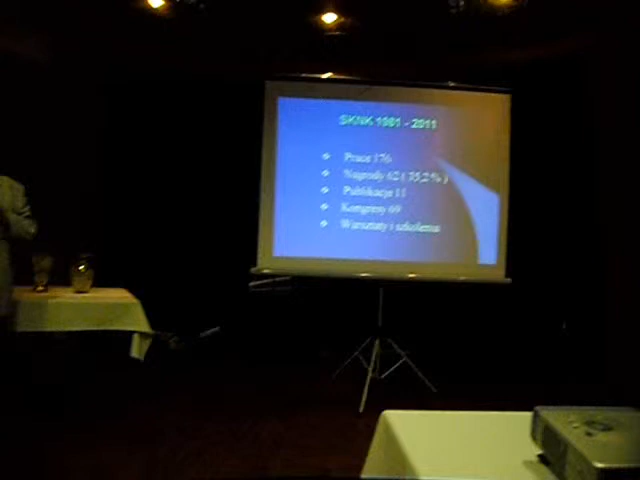 SKNK 1981 - 2011
Prace 176
Nagrody 62 ( 35,2 % )
Publikacje 11
Kongresy 69
Warsztaty i szkolenia